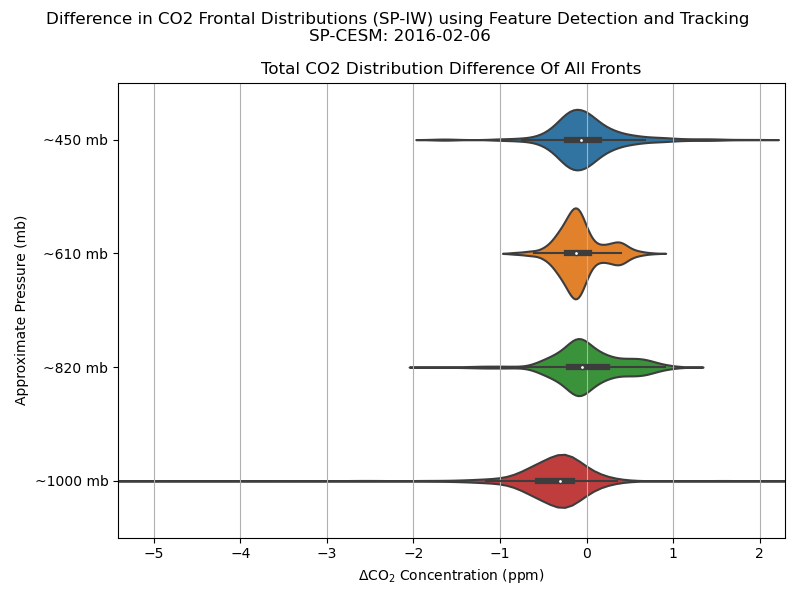 Difference in CO2 Frontal Distributions (SP-IW) using Feature Detection and Tracking
SP-CESM: 2016-02-06
Total CO2 Distribution Difference Of All Fronts
Approximate Pressure (mb)
~450 mb
~610 mb
~820 mb
~1000 mb
−5 −4 −3 −2 −1 0 1 2
ΔCO₂ Concentration (ppm)